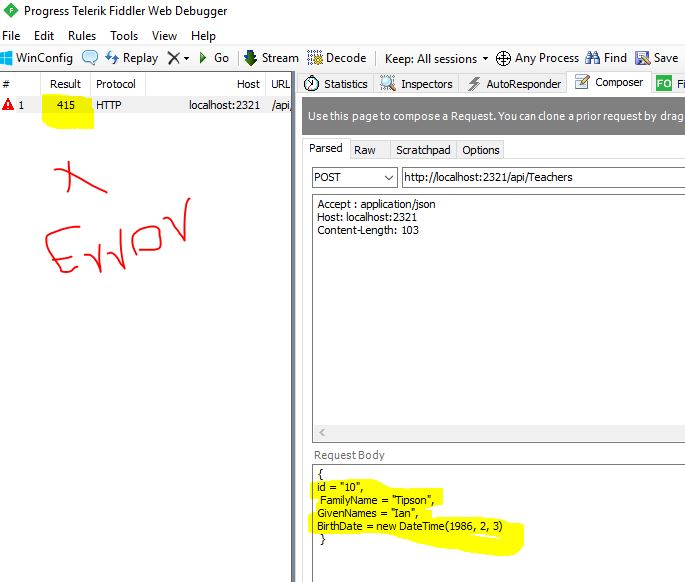 Progress Telerik Fiddler Web Debugger
File Edit Rules Tools View Help
WinConfig Replay X Go Stream Decode Keep: All sessions Any Process Find Save
# Result Protocol Host URL
1 415 HTTP localhost:2321 /api/
Statistics Inspectors AutoResponder Composer FO Fi
Use this page to compose a Request. You can clone a prior request by drag
Parsed Raw Scratchpad Options
POST http://localhost:2321/api/Teachers
Accept : application/json
Host: localhost:2321
Content-Length: 103
x
Error
Request Body
{
id = "10",
FamilyName = "Tipson",
GivenNames = "Ian",
BirthDate = new DateTime(1986, 2, 3)
}